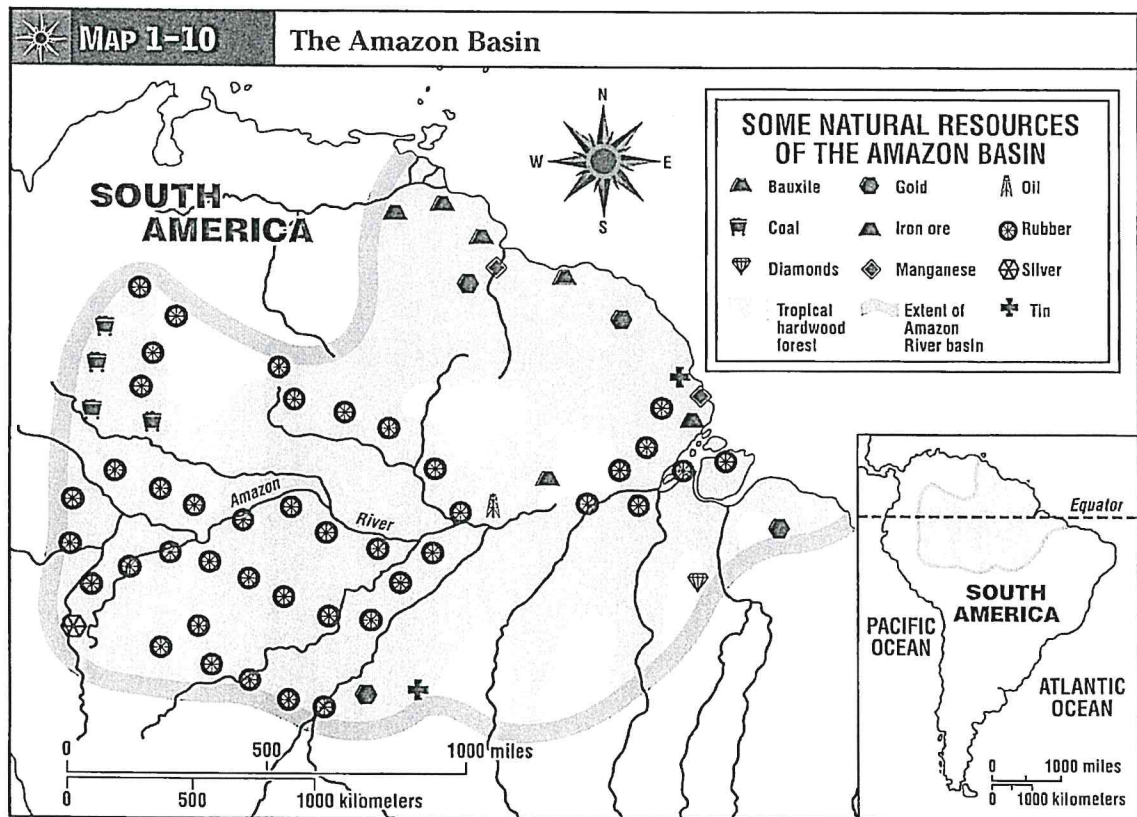 MAP 1-10
The Amazon Basin
N
W
E
S
SOUTH
AMERICA
SOME NATURAL RESOURCES
OF THE AMAZON BASIN
Bauxile
Gold
Oil
Coal
Iron ore
Rubber
Diamonds
Manganese
Silver
Tropical
hardwood
forest
Extent of
Amazon
River basin
Tin
Amazon
River
0
500
1000 miles
0
500
1000 kilometers
Equator
SOUTH
AMERICA
PACIFIC
OCEAN
ATLANTIC
OCEAN
0
1000 miles
0
1000 kilometers